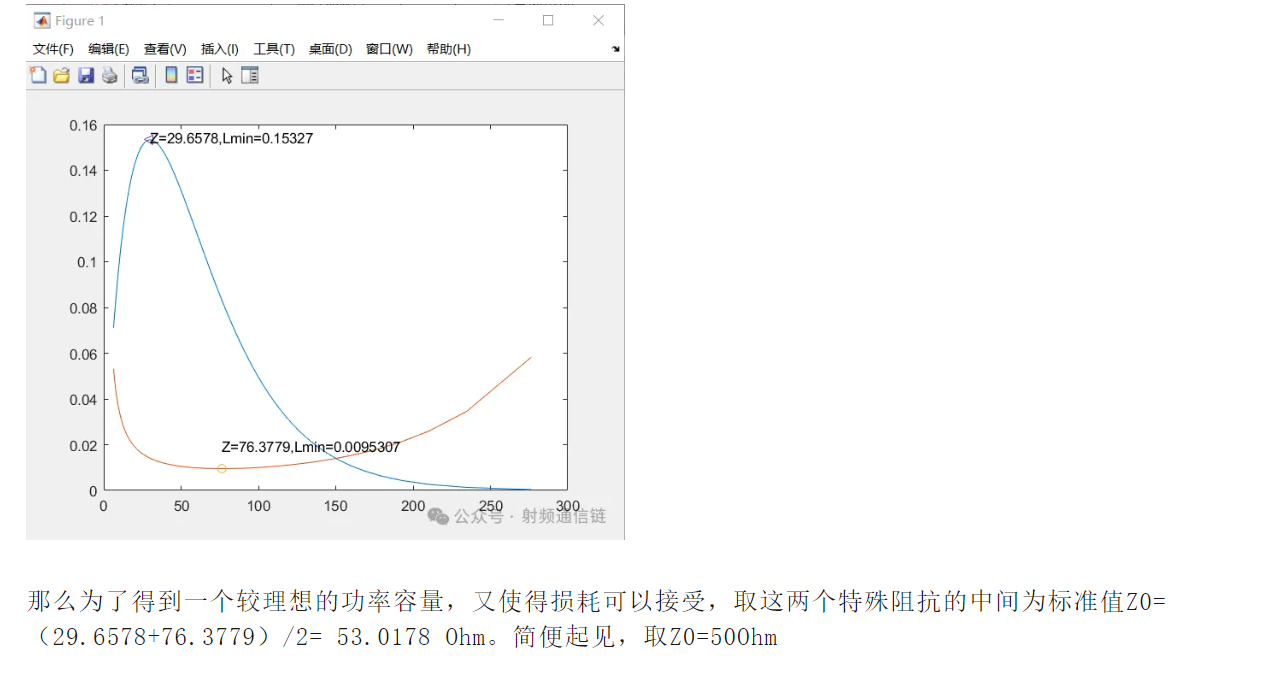 Figure 1
文件(F) 编辑(E) 查看(V) 插入(I) 工具(T) 桌面(D) 窗口(W) 帮助(H)
0.16
Z=29.6578,Lmin=0.15327
0.14
0.12
0.1
0.08
0.06
0.04
Z=76.3779,Lmin=0.0095307
0.02
0
0 50 100 150 200 250 300
公众号 · 射频通信链
那么为了得到一个较理想的功率容量，又使得损耗可以接受，取这两个特殊阻抗的中间为标准值Z0=
（29.6578+76.3779）/2= 53.0178 Ohm。简便起见，取Z0=50Ohm